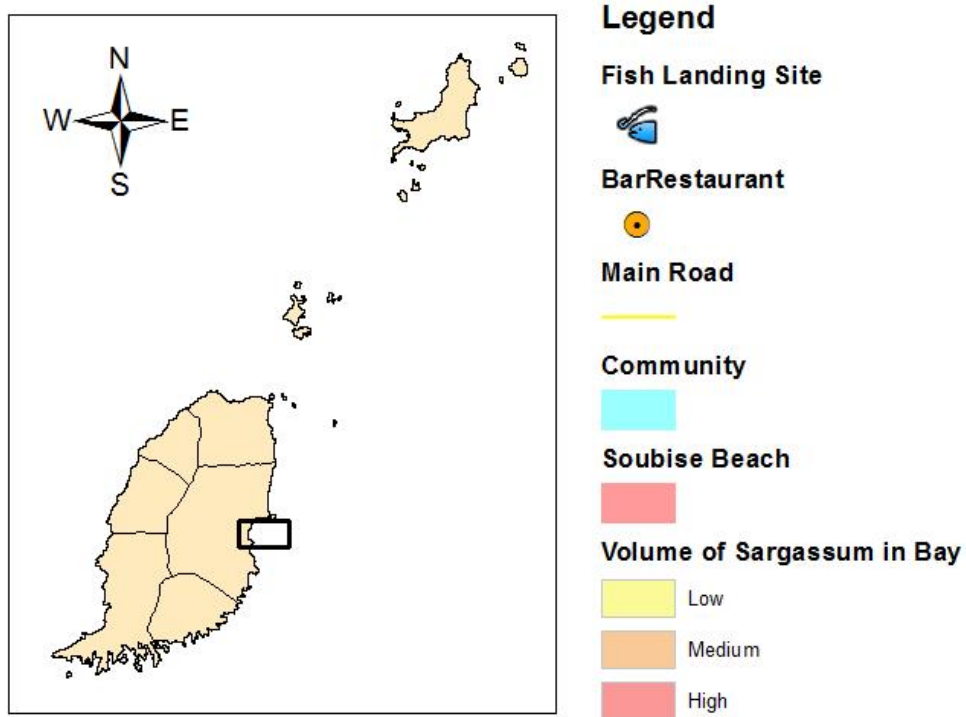 N
W E
S
Legend
Fish Landing Site
BarRestaurant
Main Road
Community
Soubise Beach
Volume of Sargassum in Bay
Low
Medium
High